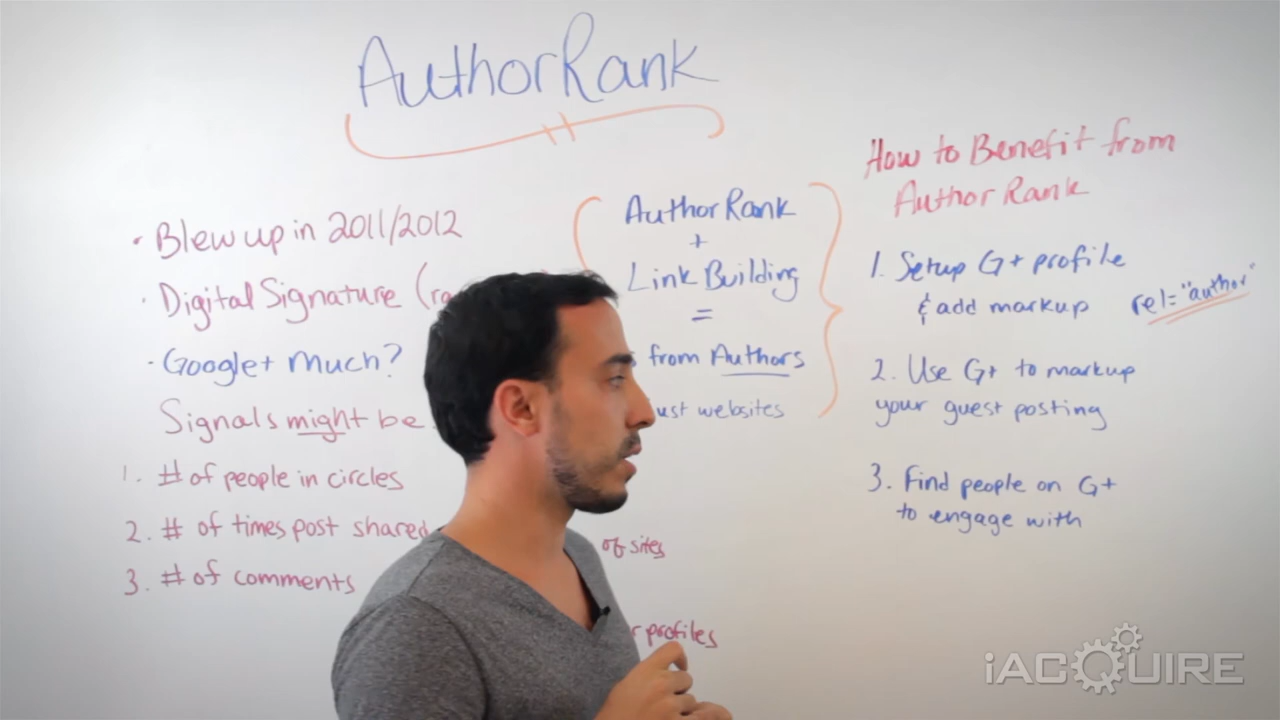 AuthorRank
• Blew up in 2011/2012
• Digital Signature (
• Google+ Much?
Signals might be
1. # of people in circles
2. # of times post shared
3. # of comments
AuthorRank
+
Link Building
=
from Authors
websites
of sites
profiles
How to Benefit from
AuthorRank
1. Setup G+ profile
& add markup rel="author"
2. Use G+ to markup
your guest posting
3. Find people on G+
to engage with
iACQUIRE